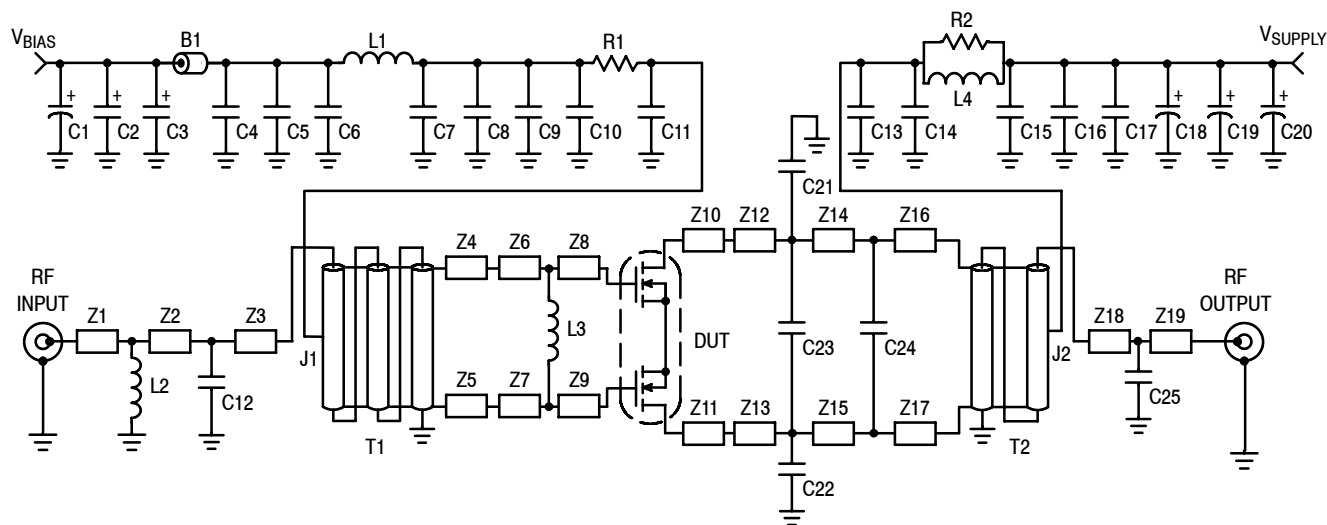 V_BIAS
B1
L1
R1
R2
V_SUPPLY
L4
+
+
+
+
+
+
C1
C2
C3
C4
C5
C6
C7
C8
C9
C10
C11
C13
C14
C15
C16
C17
C18
C19
C20
C21
Z10
Z12
Z14
Z16
Z4
Z6
Z8
RF
INPUT
Z1
Z2
Z3
L2
C12
J1
L3
DUT
C23
C24
J2
Z18
Z19
RF
OUTPUT
C25
Z5
Z7
Z9
Z11
Z13
Z15
Z17
T1
T2
C22